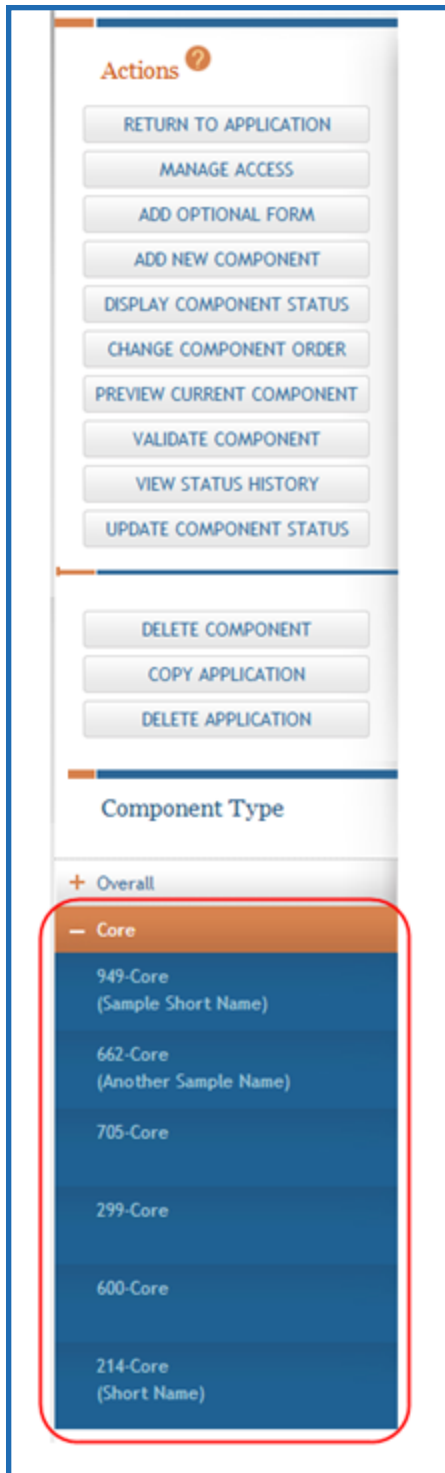 Actions ?
RETURN TO APPLICATION
MANAGE ACCESS
ADD OPTIONAL FORM
ADD NEW COMPONENT
DISPLAY COMPONENT STATUS
CHANGE COMPONENT ORDER
PREVIEW CURRENT COMPONENT
VALIDATE COMPONENT
VIEW STATUS HISTORY
UPDATE COMPONENT STATUS
DELETE COMPONENT
COPY APPLICATION
DELETE APPLICATION
Component Type
+ Overall
− Core
949-Core
(Sample Short Name)
662-Core
(Another Sample Name)
705-Core
299-Core
600-Core
214-Core
(Short Name)